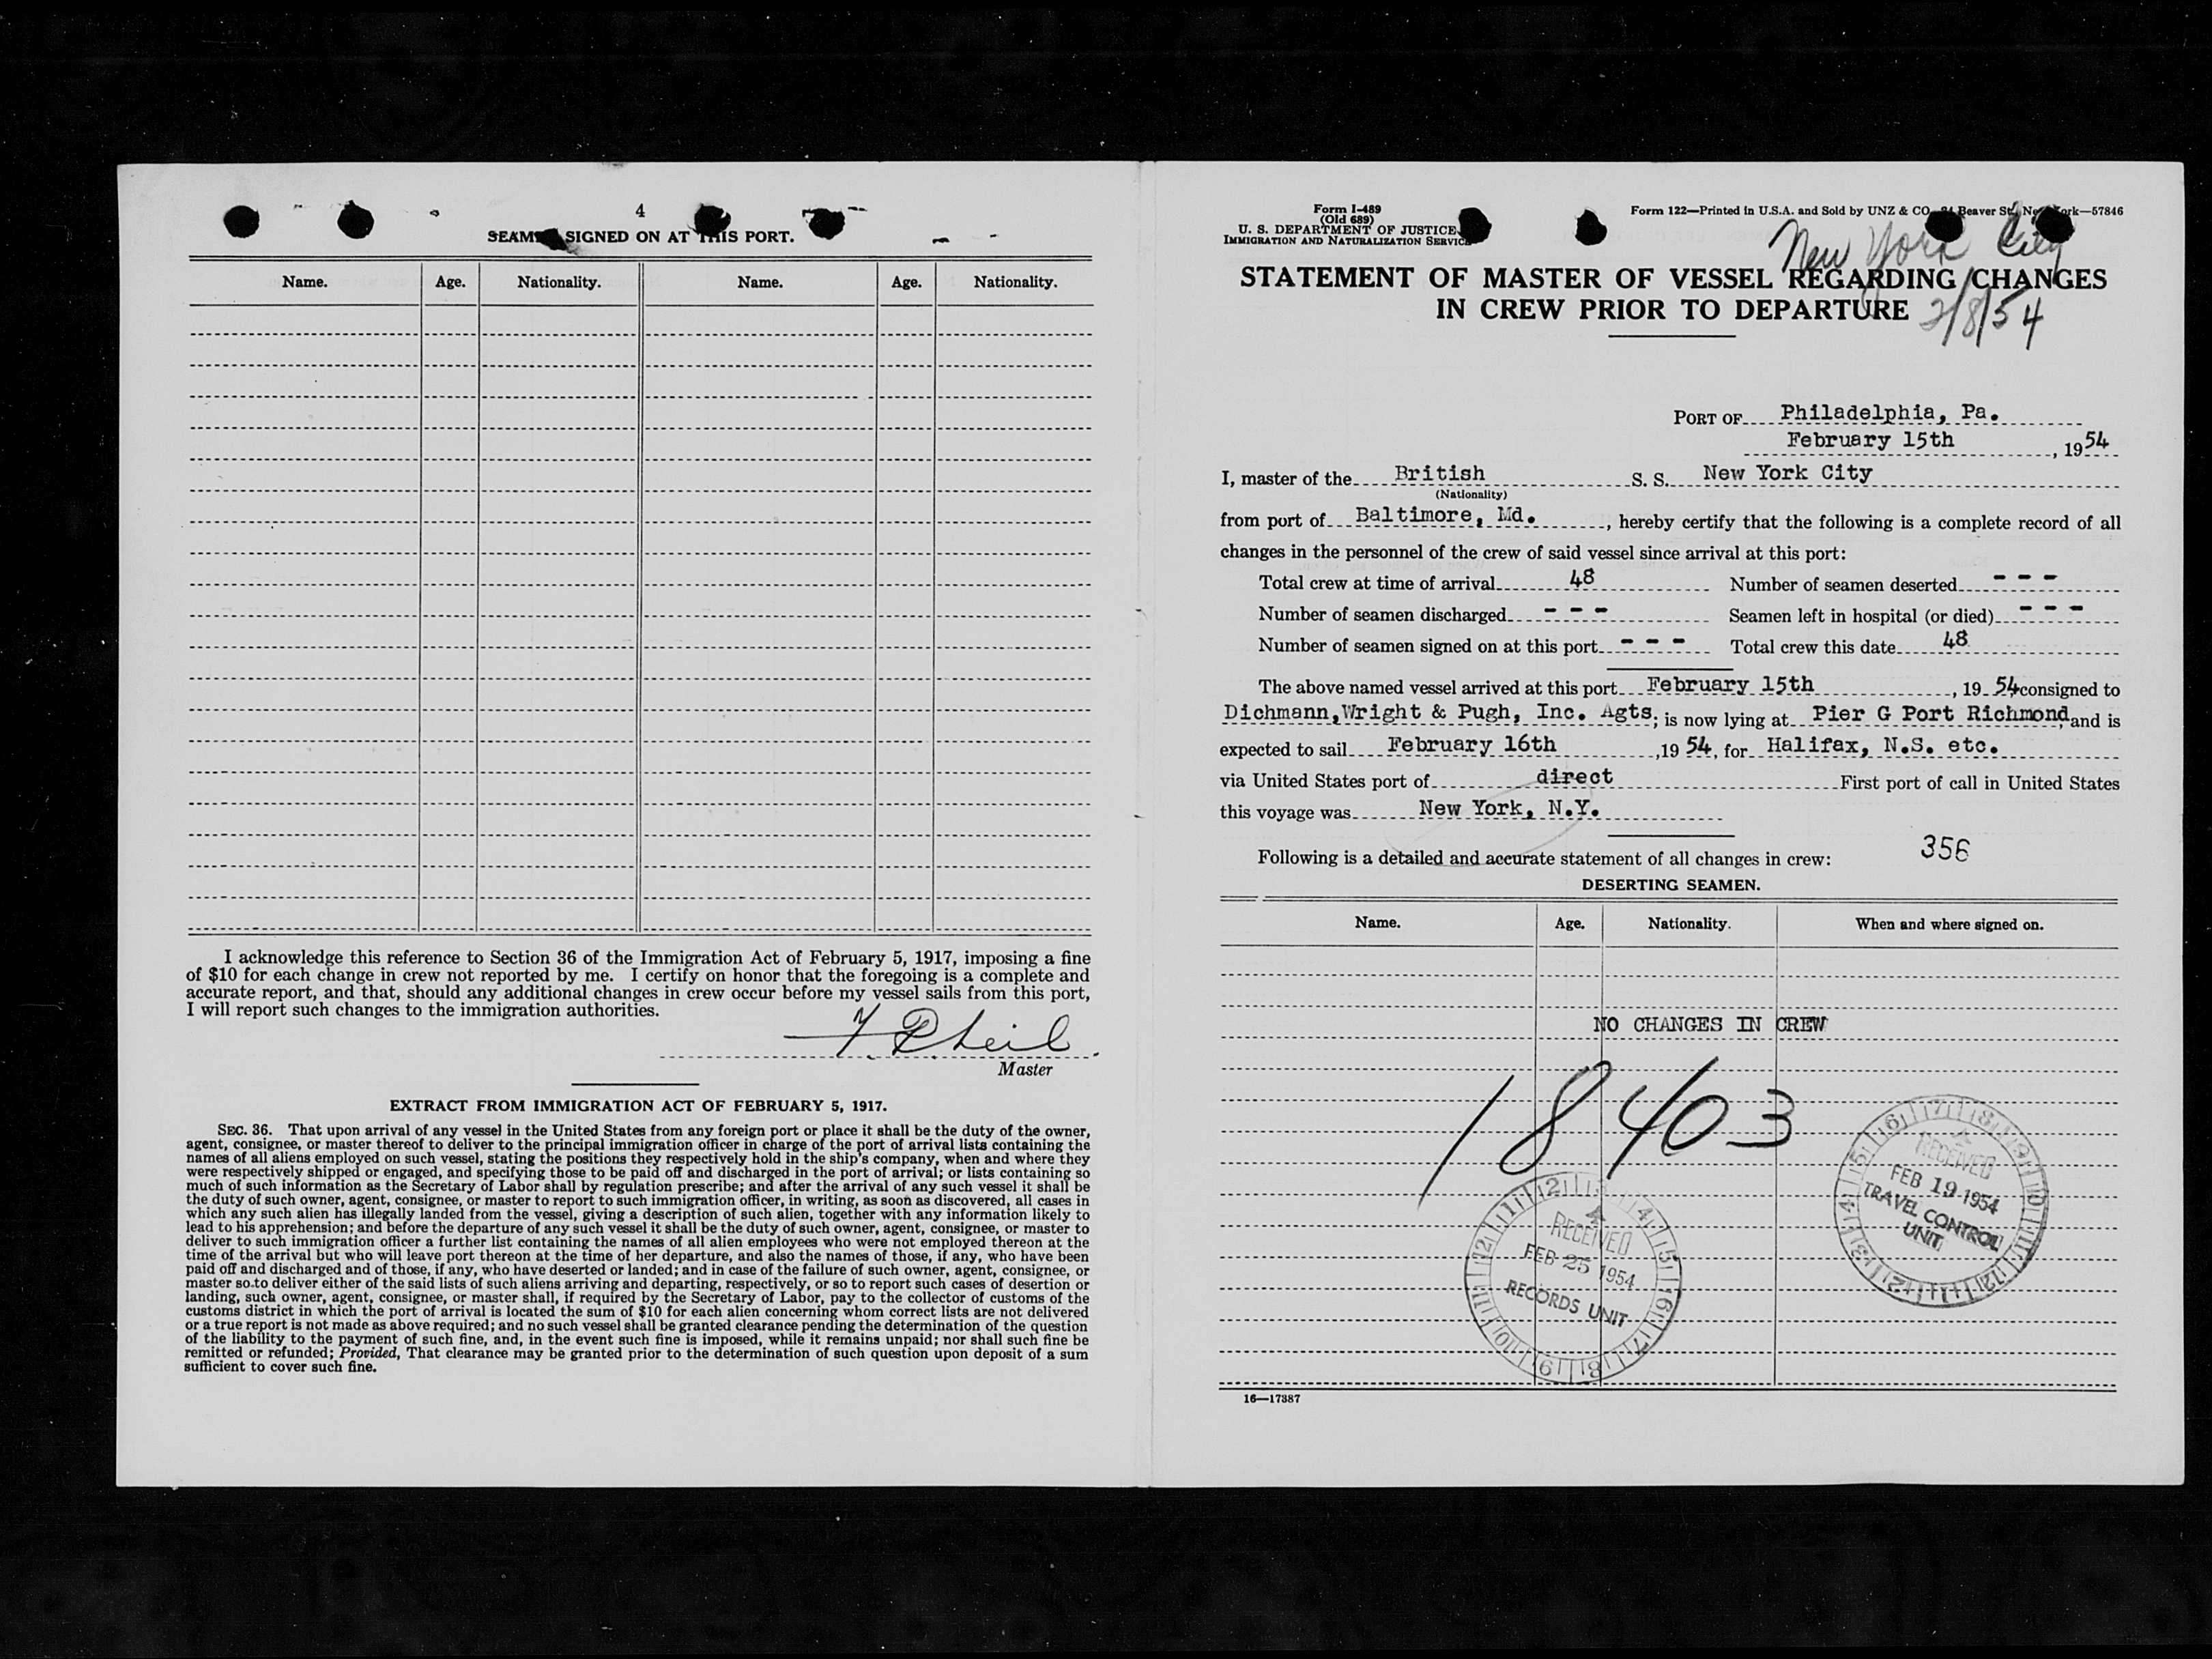 4
SEAMEN SIGNED ON AT THIS PORT.
Name. Age. Nationality. Name. Age. Nationality.
I acknowledge this reference to Section 36 of the Immigration Act of February 5, 1917, imposing a fine
of $10 for each change in crew not reported by me. I certify on honor that the foregoing is a complete and
accurate report, and that, should any additional changes in crew occur before my vessel sails from this port,
I will report such changes to the immigration authorities.
Master
EXTRACT FROM IMMIGRATION ACT OF FEBRUARY 5, 1917.
SEC. 36. That upon arrival of any vessel in the United States from any foreign port or place it shall be the duty of the owner,
agent, consignee, or master thereof to deliver to the principal immigration officer in charge of the port of arrival lists containing the
names of all aliens employed on such vessel, stating the positions they respectively hold in the ship's company, when and where they
were respectively shipped or engaged, and specifying those to be paid off and discharged in the port of arrival; or lists containing so
much of such information as the Secretary of Labor shall by regulation prescribe; and after the arrival of any such vessel it shall be
the duty of such owner, agent, consignee, or master to report to such immigration officer, in writing, as soon as discovered, all cases in
which any such alien has illegally landed from the vessel, giving a description of such alien, together with any information likely to
lead to his apprehension; and before the departure of any such vessel it shall be the duty of such owner, agent, consignee, or master to
deliver to such immigration officer a further list containing the names of all alien employees who were not employed thereon at the
time of the arrival but who will leave port thereon at the time of her departure, and also the names of those, if any, who have been
paid off and discharged and of those, if any, who have deserted or landed; and in case of the failure of such owner, agent, consignee, or
master so to deliver either of the said lists of such aliens arriving and departing, respectively, or so to report such cases of desertion or
landing, such owner, agent, consignee, or master shall, if required by the Secretary of Labor, pay to the collector of customs of the
customs district in which the port of arrival is located the sum of $10 for each alien concerning whom correct lists are not delivered
or a true report is not made as above required; and no such vessel shall be granted clearance pending the determination of the question
of the liability to the payment of such fine, and, in the event such fine is imposed, while it remains unpaid; nor shall such fine be
remitted or refunded; Provided, That clearance may be granted prior to the determination of such question upon deposit of a sum
sufficient to cover such fine.
Form I-489
(Old 689)
U. S. DEPARTMENT OF JUSTICE
IMMIGRATION AND NATURALIZATION SERVICE
Form 122—Printed in U.S.A. and Sold by UNZ & CO., 24 Beaver St., New York—57846
New York City
STATEMENT OF MASTER OF VESSEL REGARDING CHANGES
IN CREW PRIOR TO DEPARTURE
2/8/54
PORT OF Philadelphia, Pa.
February 15th, 1954
I, master of the British S. S. New York City
(Nationality)
from port of Baltimore, Md., hereby certify that the following is a complete record of all
changes in the personnel of the crew of said vessel since arrival at this port:
Total crew at time of arrival 48 Number of seamen deserted - - -
Number of seamen discharged - - - Seamen left in hospital (or died) - - -
Number of seamen signed on at this port - - - Total crew this date 48
The above named vessel arrived at this port February 15th, 19 54 consigned to
Dichmann,Wright & Pugh, Inc. Agts; is now lying at Pier G Port Richmond, and is
expected to sail February 16th, 19 54, for Halifax, N.S. etc.
via United States port of direct First port of call in United States
this voyage was New York, N.Y.
356
Following is a detailed and accurate statement of all changes in crew:
DESERTING SEAMEN.
Name. Age. Nationality. When and where signed on.
NO CHANGES IN CREW
18403
RECEIVED
FEB 19 1954
TRAVEL CONTROL
UNIT
RECEIVED
FEB 25 1954
RECORDS UNIT
16—17387